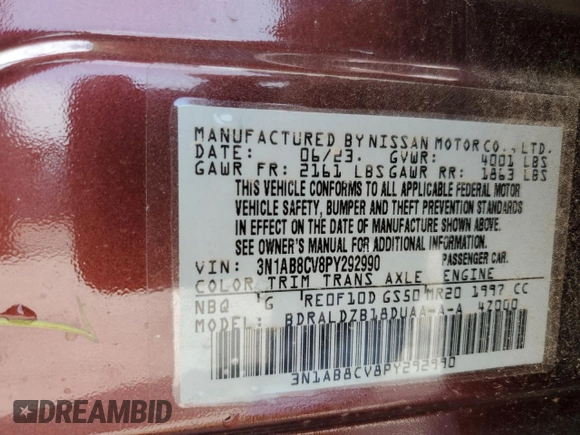 MANUFACTURED BY NISSAN MOTOR CO., LTD.
DATE: 06/23. GVWR: 4001 LBS
GAWR FR: 2161 LBS GAWR RR: 1863 LBS
THIS VEHICLE CONFORMS TO ALL APPLICABLE FEDERAL MOTOR
VEHICLE SAFETY, BUMPER AND THEFT PREVENTION STANDARDS
IN EFFECT ON THE DATE OF MANUFACTURE SHOWN ABOVE.
SEE OWNER'S MANUAL FOR ADDITIONAL INFORMATION.
VIN: 3N1AB8CV8PY292990 PASSENGER CAR.
COLOR TRIM TRANS AXLE ENGINE
NBQ G RE0F10D GS50 MR20 1997 CC
MODEL: BDRALDZB18DUAA-A-A 47000
3N1AB8CV8PY292990
DREAMBID